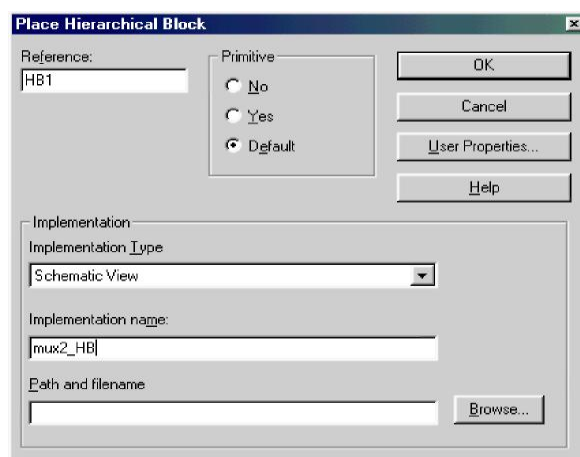 Place Hierarchical Block
Reference:
HB1
Primitive
No
Yes
Default
OK
Cancel
User Properties...
Help
Implementation
Implementation Type
Schematic View
Implementation name:
mux2_HB
Path and filename
Browse...